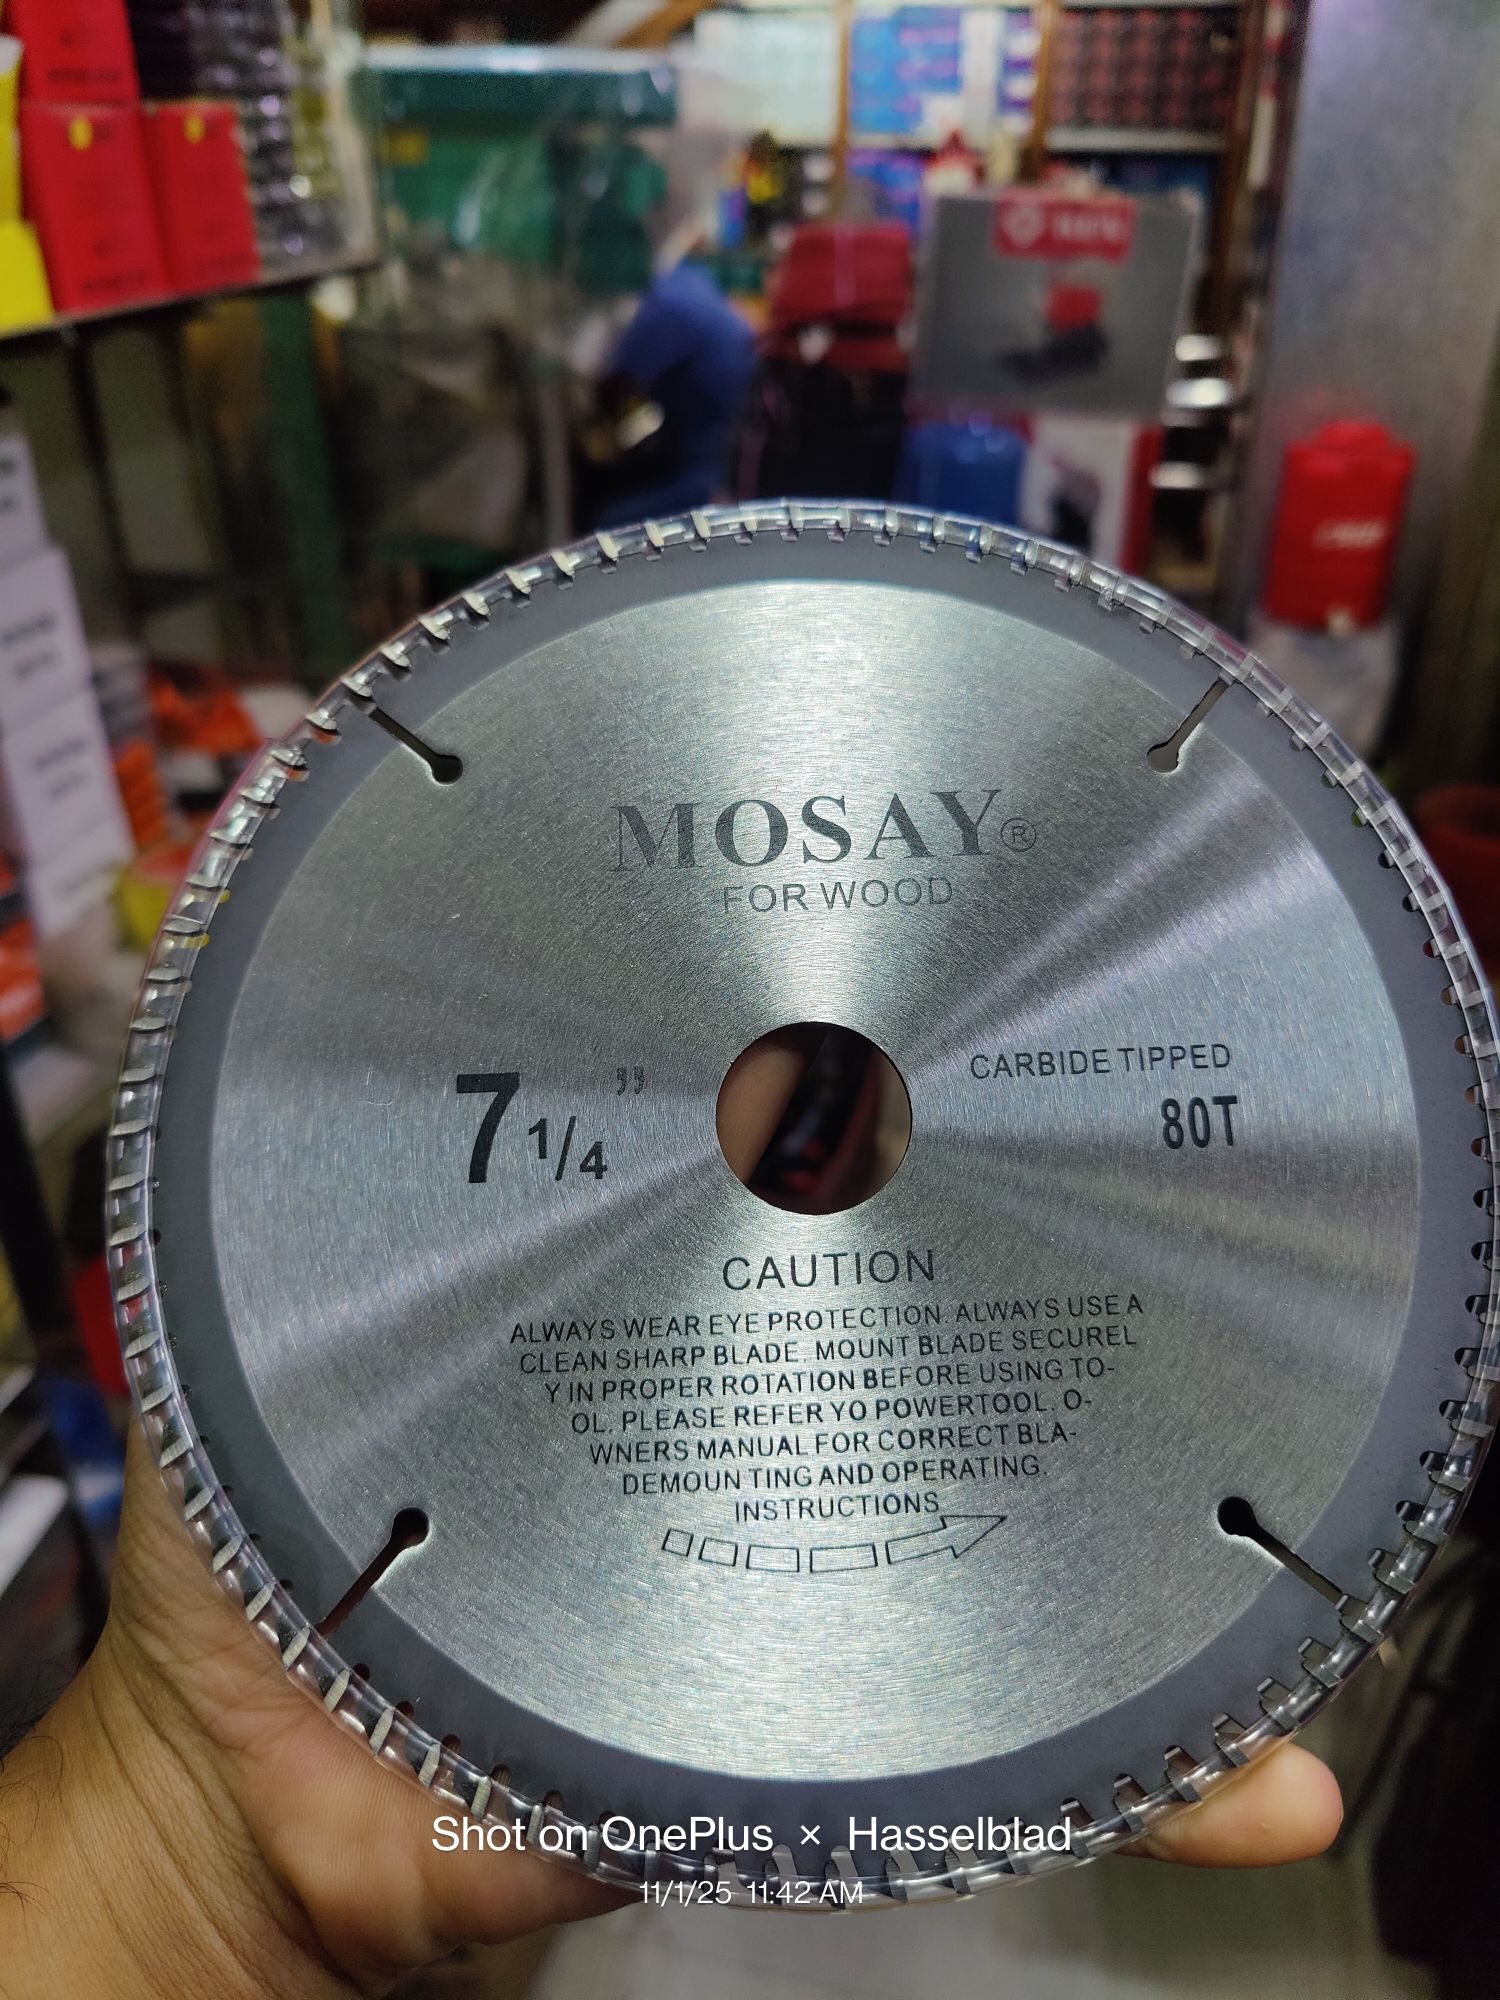 MOSAY®
FOR WOOD
7 1/4 ”
CARBIDE TIPPED
80T
CAUTION
ALWAYS WEAR EYE PROTECTION. ALWAYS USE A
CLEAN SHARP BLADE. MOUNT BLADE SECUREL
Y IN PROPER ROTATION BEFORE USING TO-
OL. PLEASE REFER YO POWERTOOL. O-
WNERS MANUAL FOR CORRECT BLA-
DEMOUN TING AND OPERATING.
INSTRUCTIONS
Shot on OnePlus × Hasselblad
11/1/25 11:42 AM